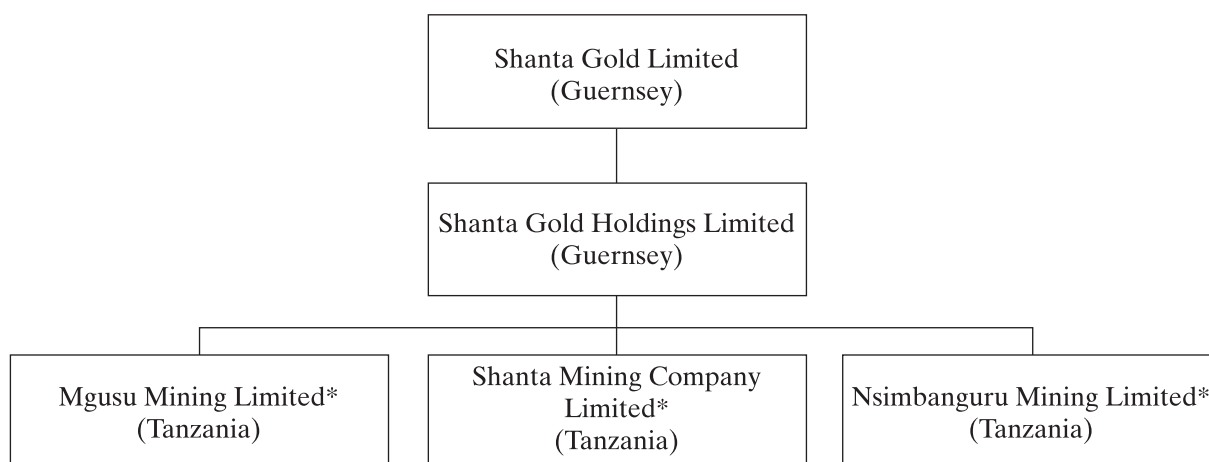 Shanta Gold Limited
(Guernsey)
Shanta Gold Holdings Limited
(Guernsey)
Mgusu Mining Limited*
(Tanzania)
Shanta Mining Company
Limited*
(Tanzania)
Nsimbanguru Mining Limited*
(Tanzania)